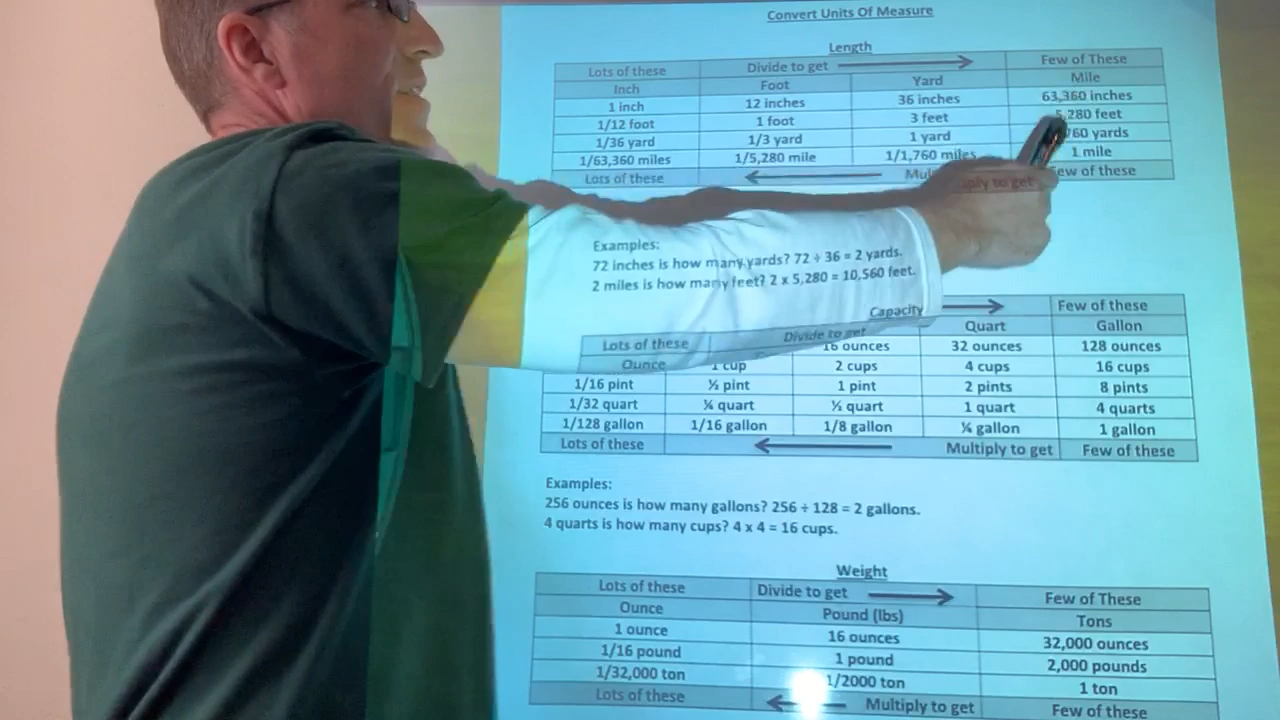 Convert Units Of Measure
Length
Lots of these Divide to get Few of These
Inch Foot Yard Mile
1 inch 12 inches 36 inches 63,360 inches
1/12 foot 1 foot 3 feet 5,280 feet
1/36 yard 1/3 yard 1 yard 760 yards
1/63,360 miles 1/5,280 mile 1/1,760 miles 1 mile
Lots of these Multiply to get Few of these
Examples:
72 inches is how many yards? 72 ÷ 36 = 2 yards.
2 miles is how many feet? 2 x 5,280 = 10,560 feet.
Capacity
Lots of these Divide to get Few of these
Ounce Quart Gallon
16 ounces 32 ounces 128 ounces
1 cup 2 cups 4 cups 16 cups
1/16 pint ½ pint 1 pint 2 pints 8 pints
1/32 quart ¼ quart ½ quart 1 quart 4 quarts
1/128 gallon 1/16 gallon 1/8 gallon ¼ gallon 1 gallon
Lots of these Multiply to get Few of these
Examples:
256 ounces is how many gallons? 256 ÷ 128 = 2 gallons.
4 quarts is how many cups? 4 x 4 = 16 cups.
Weight
Lots of these Divide to get Few of These
Ounce Pound (lbs) Tons
1 ounce 16 ounces 32,000 ounces
1/16 pound 1 pound 2,000 pounds
1/32,000 ton 1/2000 ton 1 ton
Lots of these Multiply to get Few of these